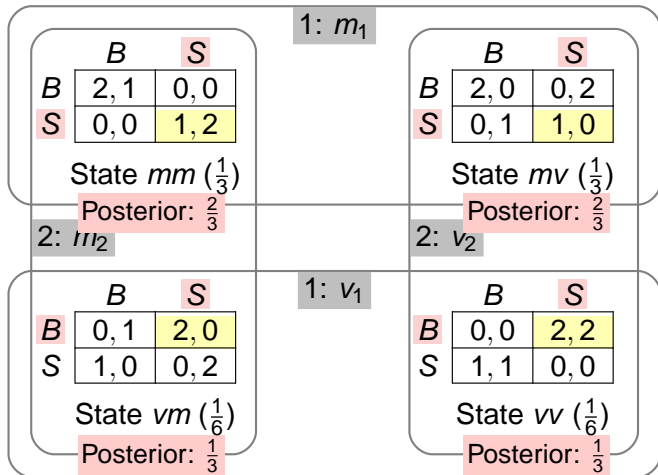 1: m₁
B S B S
B 2, 1 0, 0 B 2, 0 0, 2
S 0, 0 1, 2 S 0, 1 1, 0
State mm (1/3) State mv (1/3)
Posterior: 2/3 Posterior: 2/3
2: m₂ 2: v₂
1: v₁
B S B S
B 0, 1 2, 0 B 0, 0 2, 2
S 1, 0 0, 2 S 1, 1 0, 0
State vm (1/6) State vv (1/6)
Posterior: 1/3 Posterior: 1/3